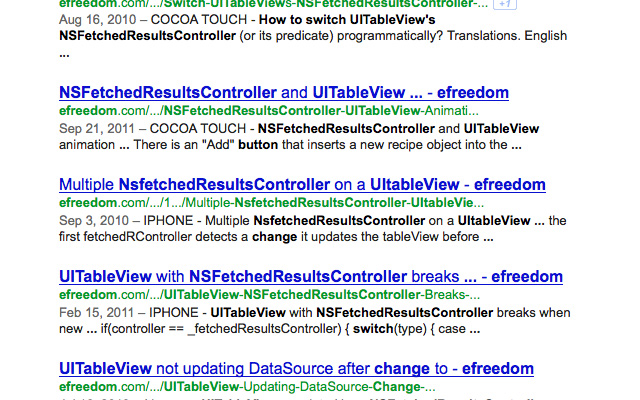 efreedom.com/.../Switch-UITableViews-NSFetchedResultsController-... +1
Aug 16, 2010 – COCOA TOUCH - How to switch UITableView's
NSFetchedResultsController (or its predicate) programmatically? Translations. English
...
NSFetchedResultsController and UITableView ... - efreedom
efreedom.com/.../NSFetchedResultsController-UITableView-Animati...
Sep 21, 2011 – COCOA TOUCH - NSFetchedResultsController and UITableView
animation ... There is an "Add" button that inserts a new recipe object into the ...
Multiple NsfetchedResultsController on a UItableView - efreedom
efreedom.com/.../1.../Multiple-NsfetchedResultsController-UItableVie...
Sep 3, 2010 – IPHONE - Multiple NsfetchedResultsController on a UItableView ... the
first fetchedRController detects a change it updates the tableView before ...
UITableView with NSFetchedResultsController breaks ... - efreedom
efreedom.com/.../UITableView-NSFetchedResultsController-Breaks-...
Feb 15, 2011 – IPHONE - UITableView with NSFetchedResultsController breaks when
new ... if(controller == _fetchedResultsController) { switch(type) { case ...
UITableView not updating DataSource after change to - efreedom
efreedom.com/.../UITableView-Updating-DataSource-Change-...